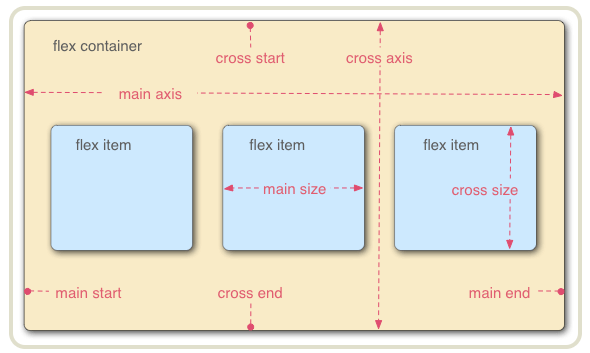 flex container
cross start
cross axis
main axis
flex item
flex item
flex item
main size
cross size
main start
cross end
main end